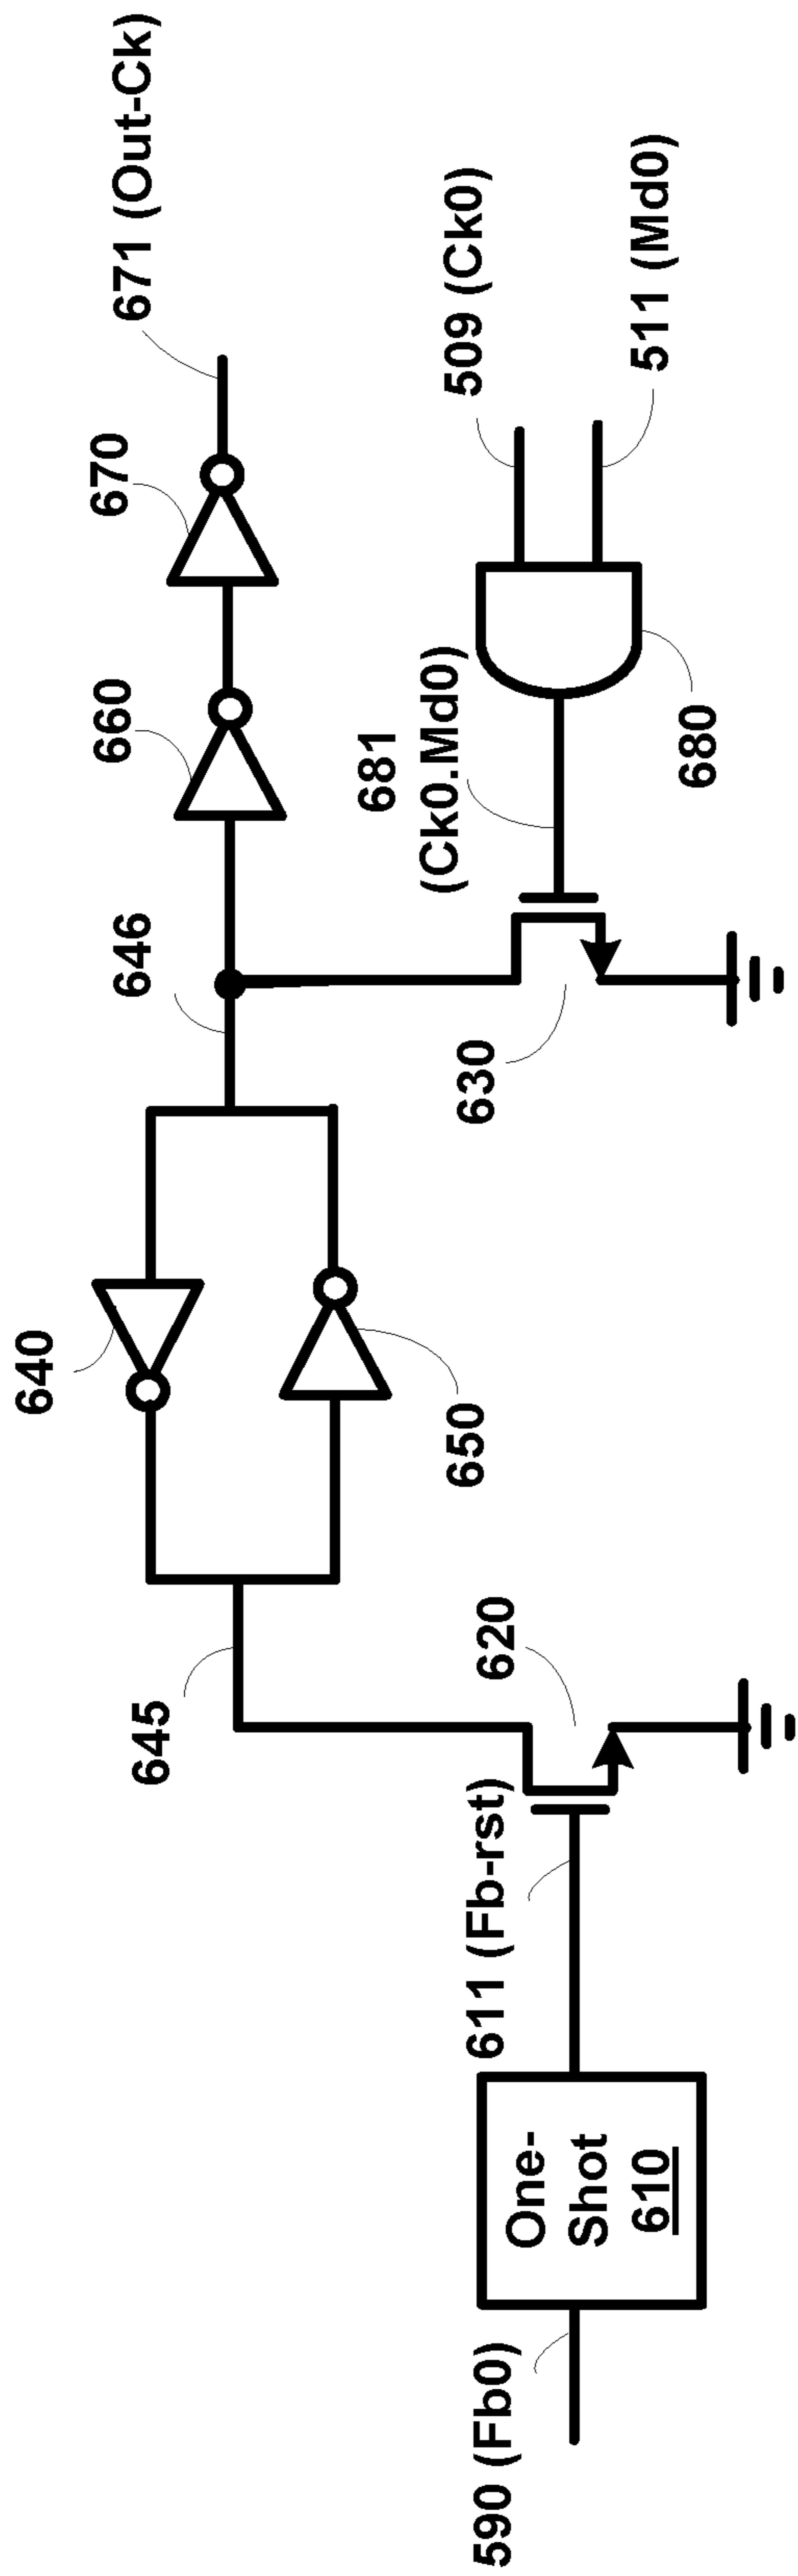 671 (Out-Ck)
670
660
646
640
650
645
509 (Ck0)
511 (Md0)
681
(Ck0.Md0)
680
630
620
611 (Fb-rst)
One-
Shot
610
590 (Fb0)